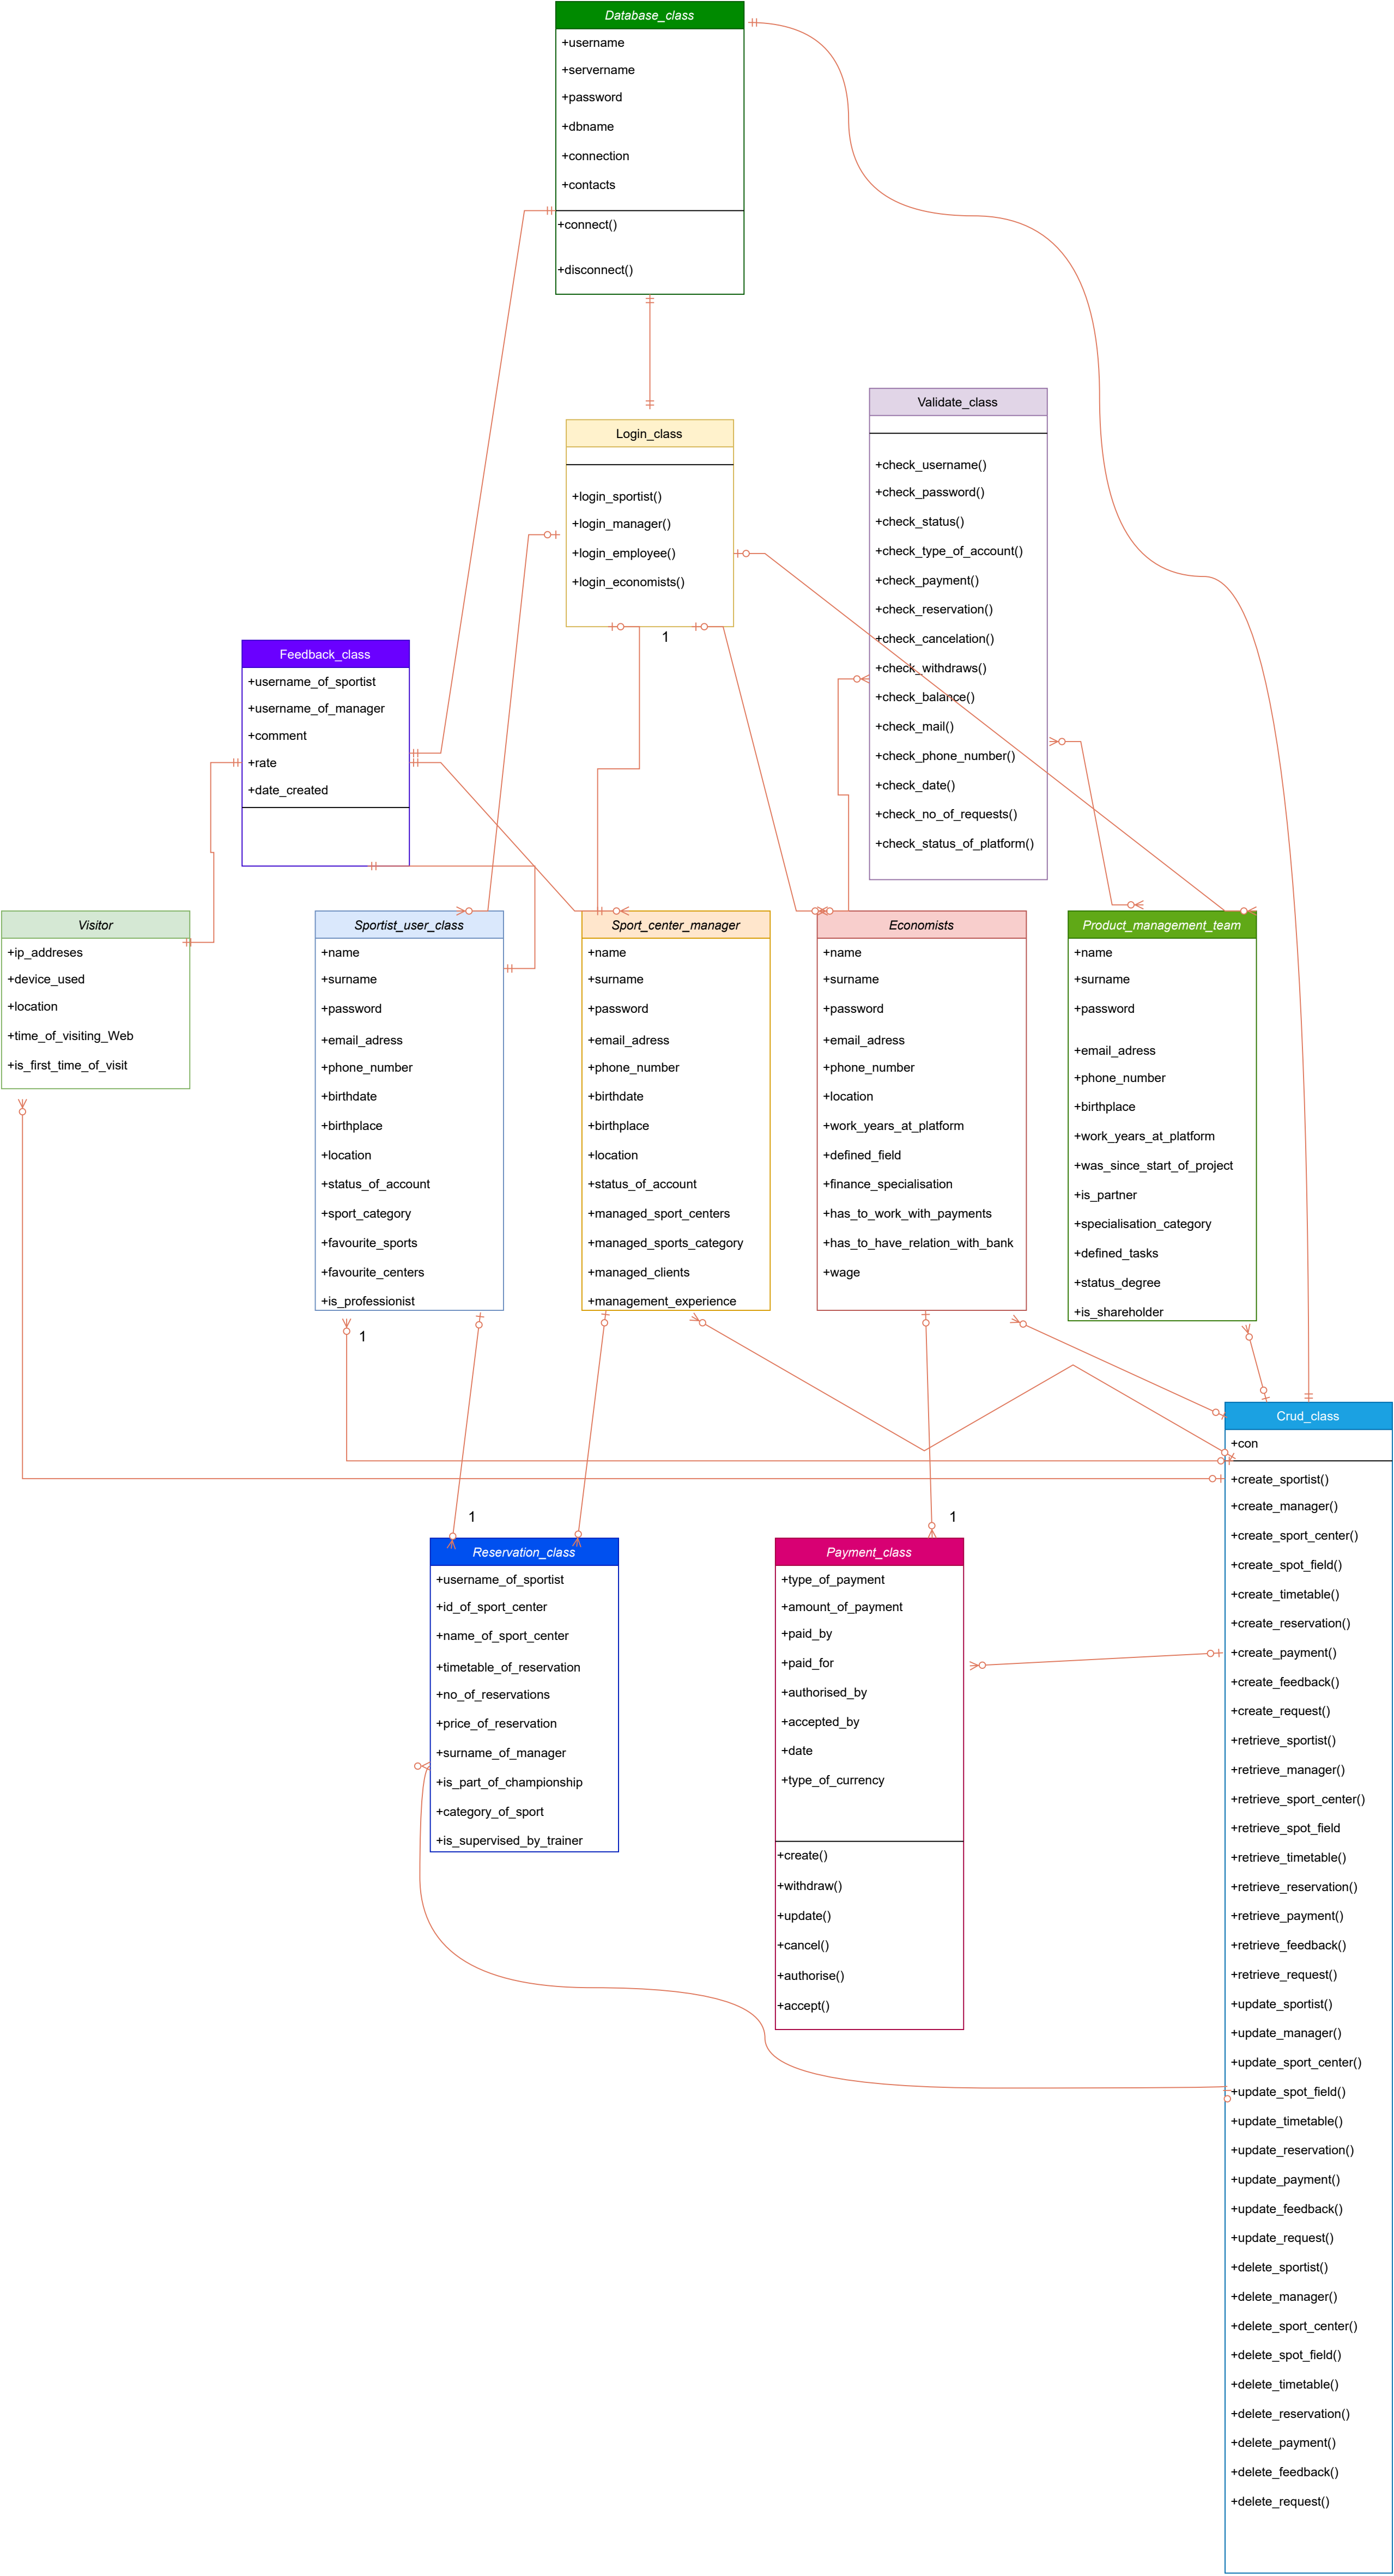 Database_class
+username
+servername
+password
+dbname
+connection
+contacts
+connect()
+disconnect()
Login_class
+login_sportist()
+login_manager()
+login_employee()
+login_economists()
1
Validate_class
+check_username()
+check_password()
+check_status()
+check_type_of_account()
+check_payment()
+check_reservation()
+check_cancelation()
+check_withdraws()
+check_balance()
+check_mail()
+check_phone_number()
+check_date()
+check_no_of_requests()
+check_status_of_platform()
Feedback_class
+username_of_sportist
+username_of_manager
+comment
+rate
+date_created
Visitor
+ip_addreses
+device_used
+location
+time_of_visiting_Web
+is_first_time_of_visit
Sportist_user_class
+name
+surname
+password
+email_adress
+phone_number
+birthdate
+birthplace
+location
+status_of_account
+sport_category
+favourite_sports
+favourite_centers
+is_professionist
1
Sport_center_manager
+name
+surname
+password
+email_adress
+phone_number
+birthdate
+birthplace
+location
+status_of_account
+managed_sport_centers
+managed_sports_category
+managed_clients
+management_experience
Economists
+name
+surname
+password
+email_adress
+phone_number
+location
+work_years_at_platform
+defined_field
+finance_specialisation
+has_to_work_with_payments
+has_to_have_relation_with_bank
+wage
Product_management_team
+name
+surname
+password
+email_adress
+phone_number
+birthplace
+work_years_at_platform
+was_since_start_of_project
+is_partner
+specialisation_category
+defined_tasks
+status_degree
+is_shareholder
1
Reservation_class
+username_of_sportist
+id_of_sport_center
+name_of_sport_center
+timetable_of_reservation
+no_of_reservations
+price_of_reservation
+surname_of_manager
+is_part_of_championship
+category_of_sport
+is_supervised_by_trainer
1
Payment_class
+type_of_payment
+amount_of_payment
+paid_by
+paid_for
+authorised_by
+accepted_by
+date
+type_of_currency
+create()
+withdraw()
+update()
+cancel()
+authorise()
+accept()
Crud_class
+con
+create_sportist()
+create_manager()
+create_sport_center()
+create_spot_field()
+create_timetable()
+create_reservation()
+create_payment()
+create_feedback()
+create_request()
+retrieve_sportist()
+retrieve_manager()
+retrieve_sport_center()
+retrieve_spot_field
+retrieve_timetable()
+retrieve_reservation()
+retrieve_payment()
+retrieve_feedback()
+retrieve_request()
+update_sportist()
+update_manager()
+update_sport_center()
+update_spot_field()
+update_timetable()
+update_reservation()
+update_payment()
+update_feedback()
+update_request()
+delete_sportist()
+delete_manager()
+delete_sport_center()
+delete_spot_field()
+delete_timetable()
+delete_reservation()
+delete_payment()
+delete_feedback()
+delete_request()